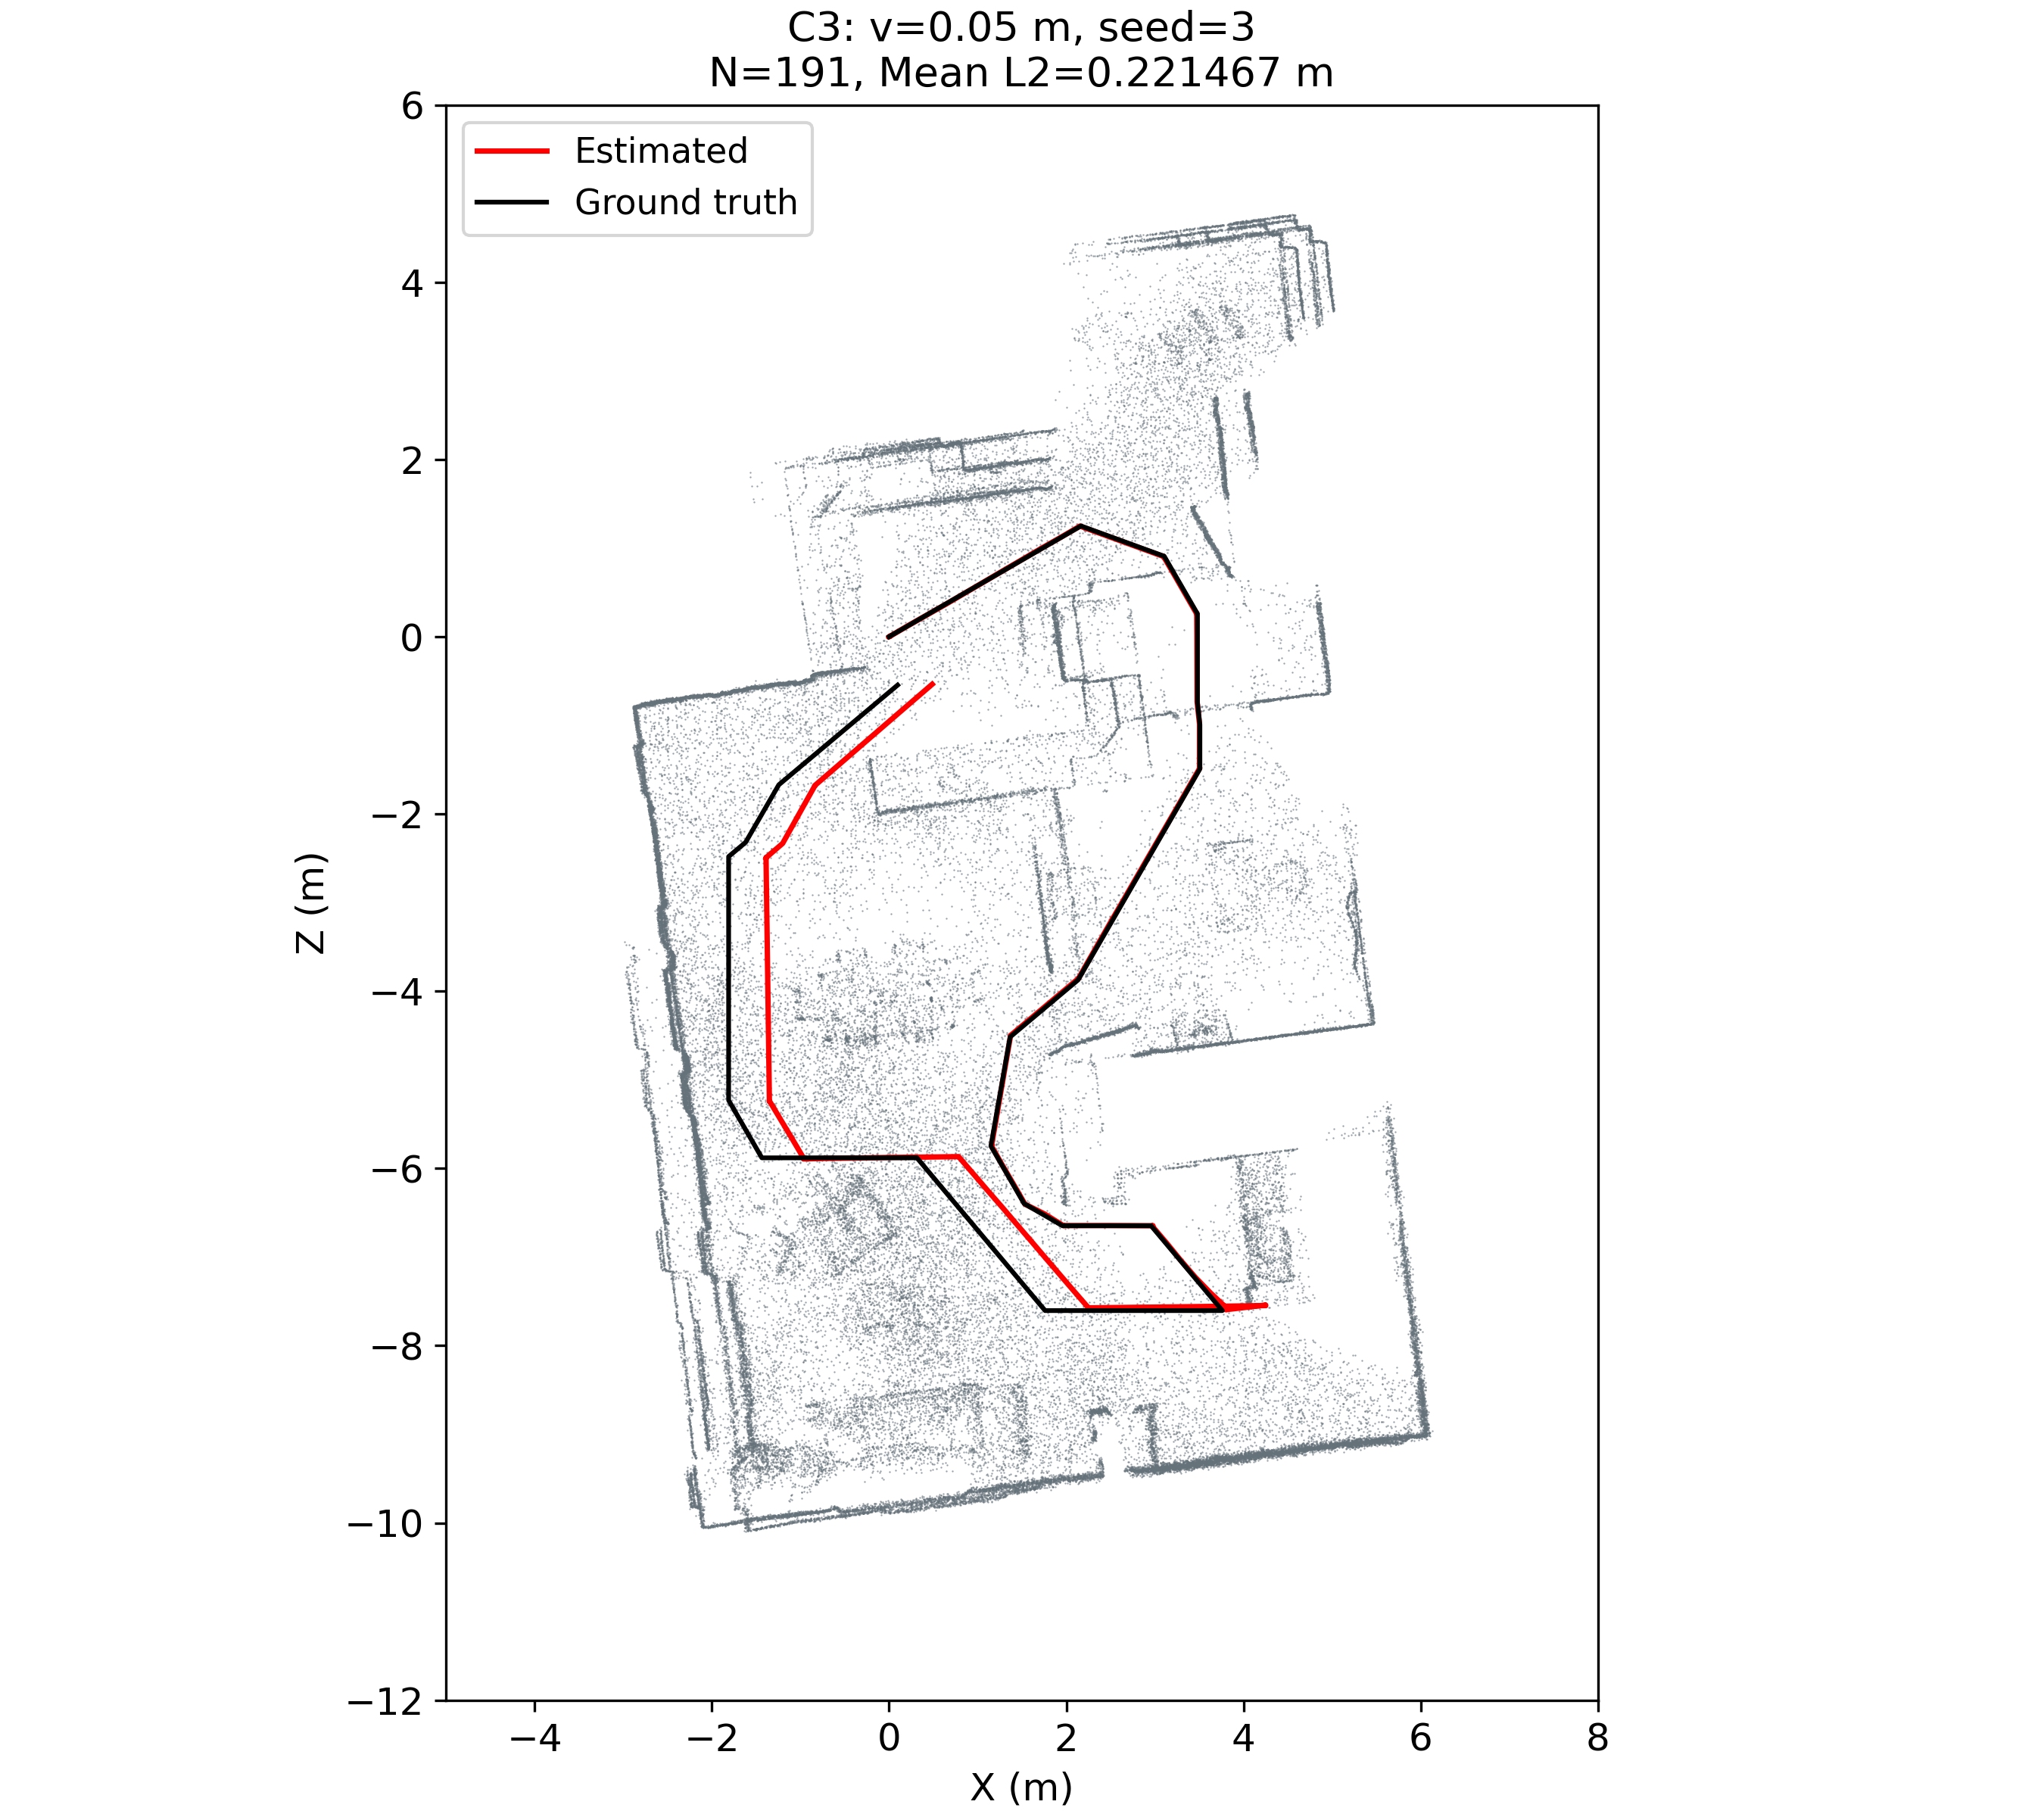 C3: v=0.05 m, seed=3
N=191, Mean L2=0.221467 m
Estimated
Ground truth
6
4
2
0
−2
−4
−6
−8
−10
−12
Z (m)
−4
−2
0
2
4
6
8
X (m)